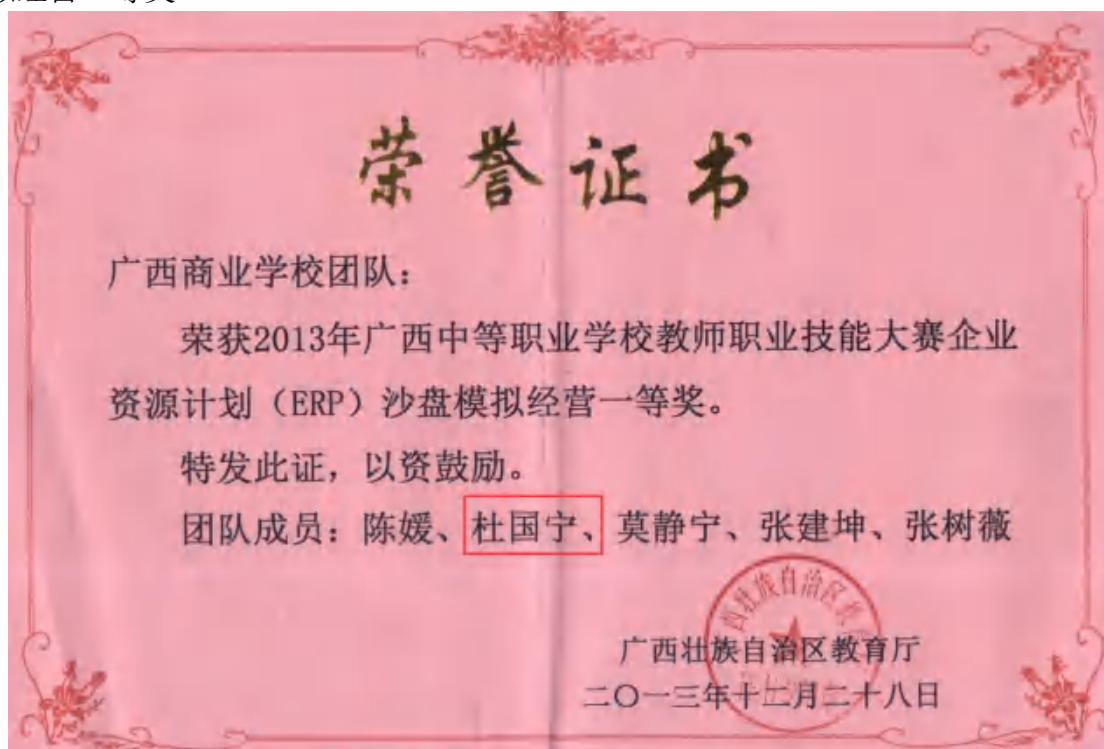 荣誉证书
广西商业学校团队：
荣获2013年广西中等职业学校教师职业技能大赛企业
资源计划（ERP）沙盘模拟经营一等奖。
特发此证，以资鼓励。
团队成员：陈媛、杜国宁、莫静宁、张建坤、张树薇
广西壮族自治区教育厅
二〇一三年十二月二十八日